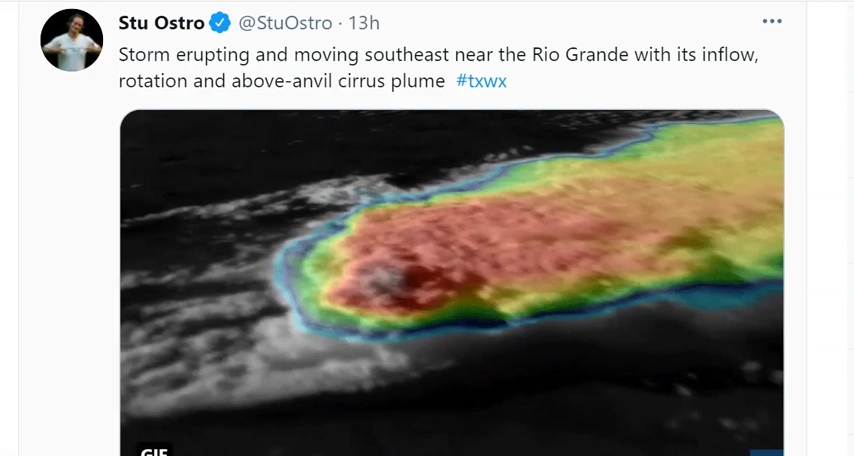 Stu Ostro @StuOstro · 13h
Storm erupting and moving southeast near the Rio Grande with its inflow,
rotation and above-anvil cirrus plume #txwx
GIF